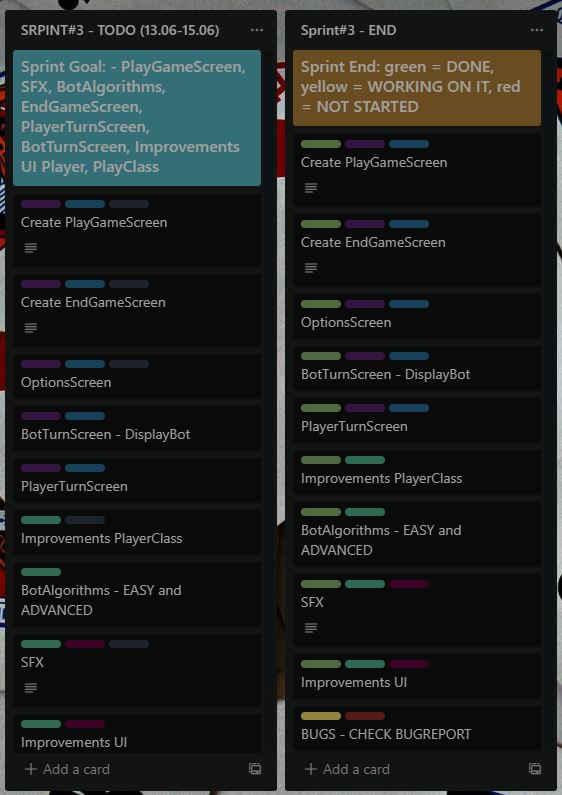 SRPINT#3 - TODO (13.06-15.06)
Sprint Goal: - PlayGameScreen,
SFX, BotAlgorithms,
EndGameScreen,
PlayerTurnScreen,
BotTurnScreen, Improvements
UI Player, PlayClass
Create PlayGameScreen
Create EndGameScreen
OptionsScreen
BotTurnScreen - DisplayBot
PlayerTurnScreen
Improvements PlayerClass
BotAlgorithms - EASY and
ADVANCED
SFX
Improvements UI
Add a card
Sprint#3 - END
Sprint End: green = DONE,
yellow = WORKING ON IT, red
= NOT STARTED
Create PlayGameScreen
Create EndGameScreen
OptionsScreen
BotTurnScreen - DisplayBot
PlayerTurnScreen
Improvements PlayerClass
BotAlgorithms - EASY and
ADVANCED
SFX
Improvements UI
BUGS - CHECK BUGREPORT
Add a card